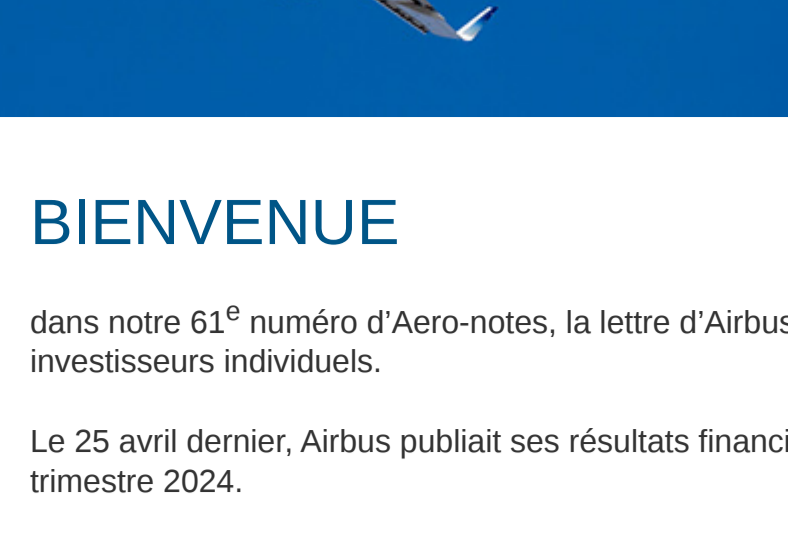 BIENVENUE
dans notre 61e numéro d’Aero-notes, la lettre d’Airbus
investisseurs individuels.
Le 25 avril dernier, Airbus publiait ses résultats
trimestre 2024.